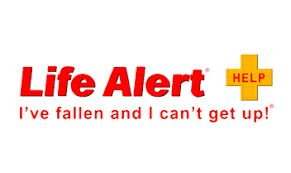 Life Alert® HELP
I've fallen and I can't get up!®